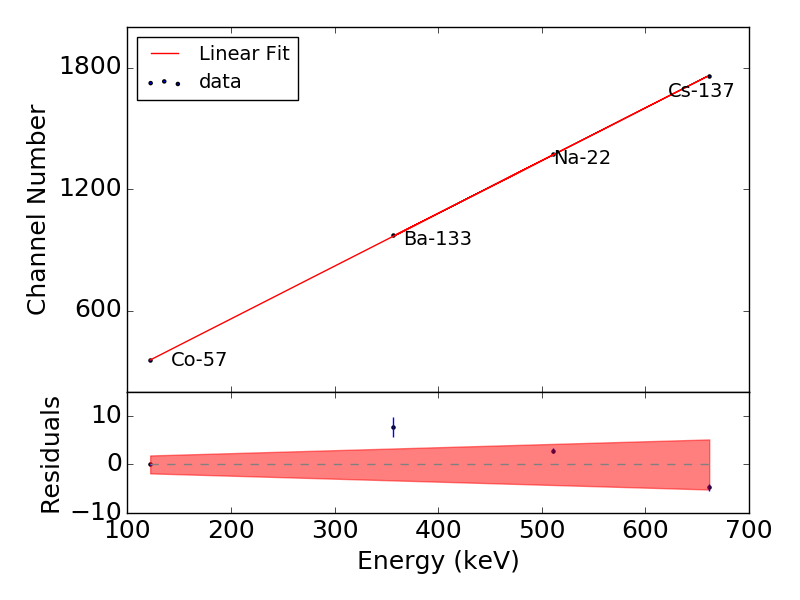 Linear Fit
data
Channel Number
1800
1200
600
Cs-137
Na-22
Ba-133
Co-57
Residuals
10
0
−10
100 200 300 400 500 600 700
Energy (keV)